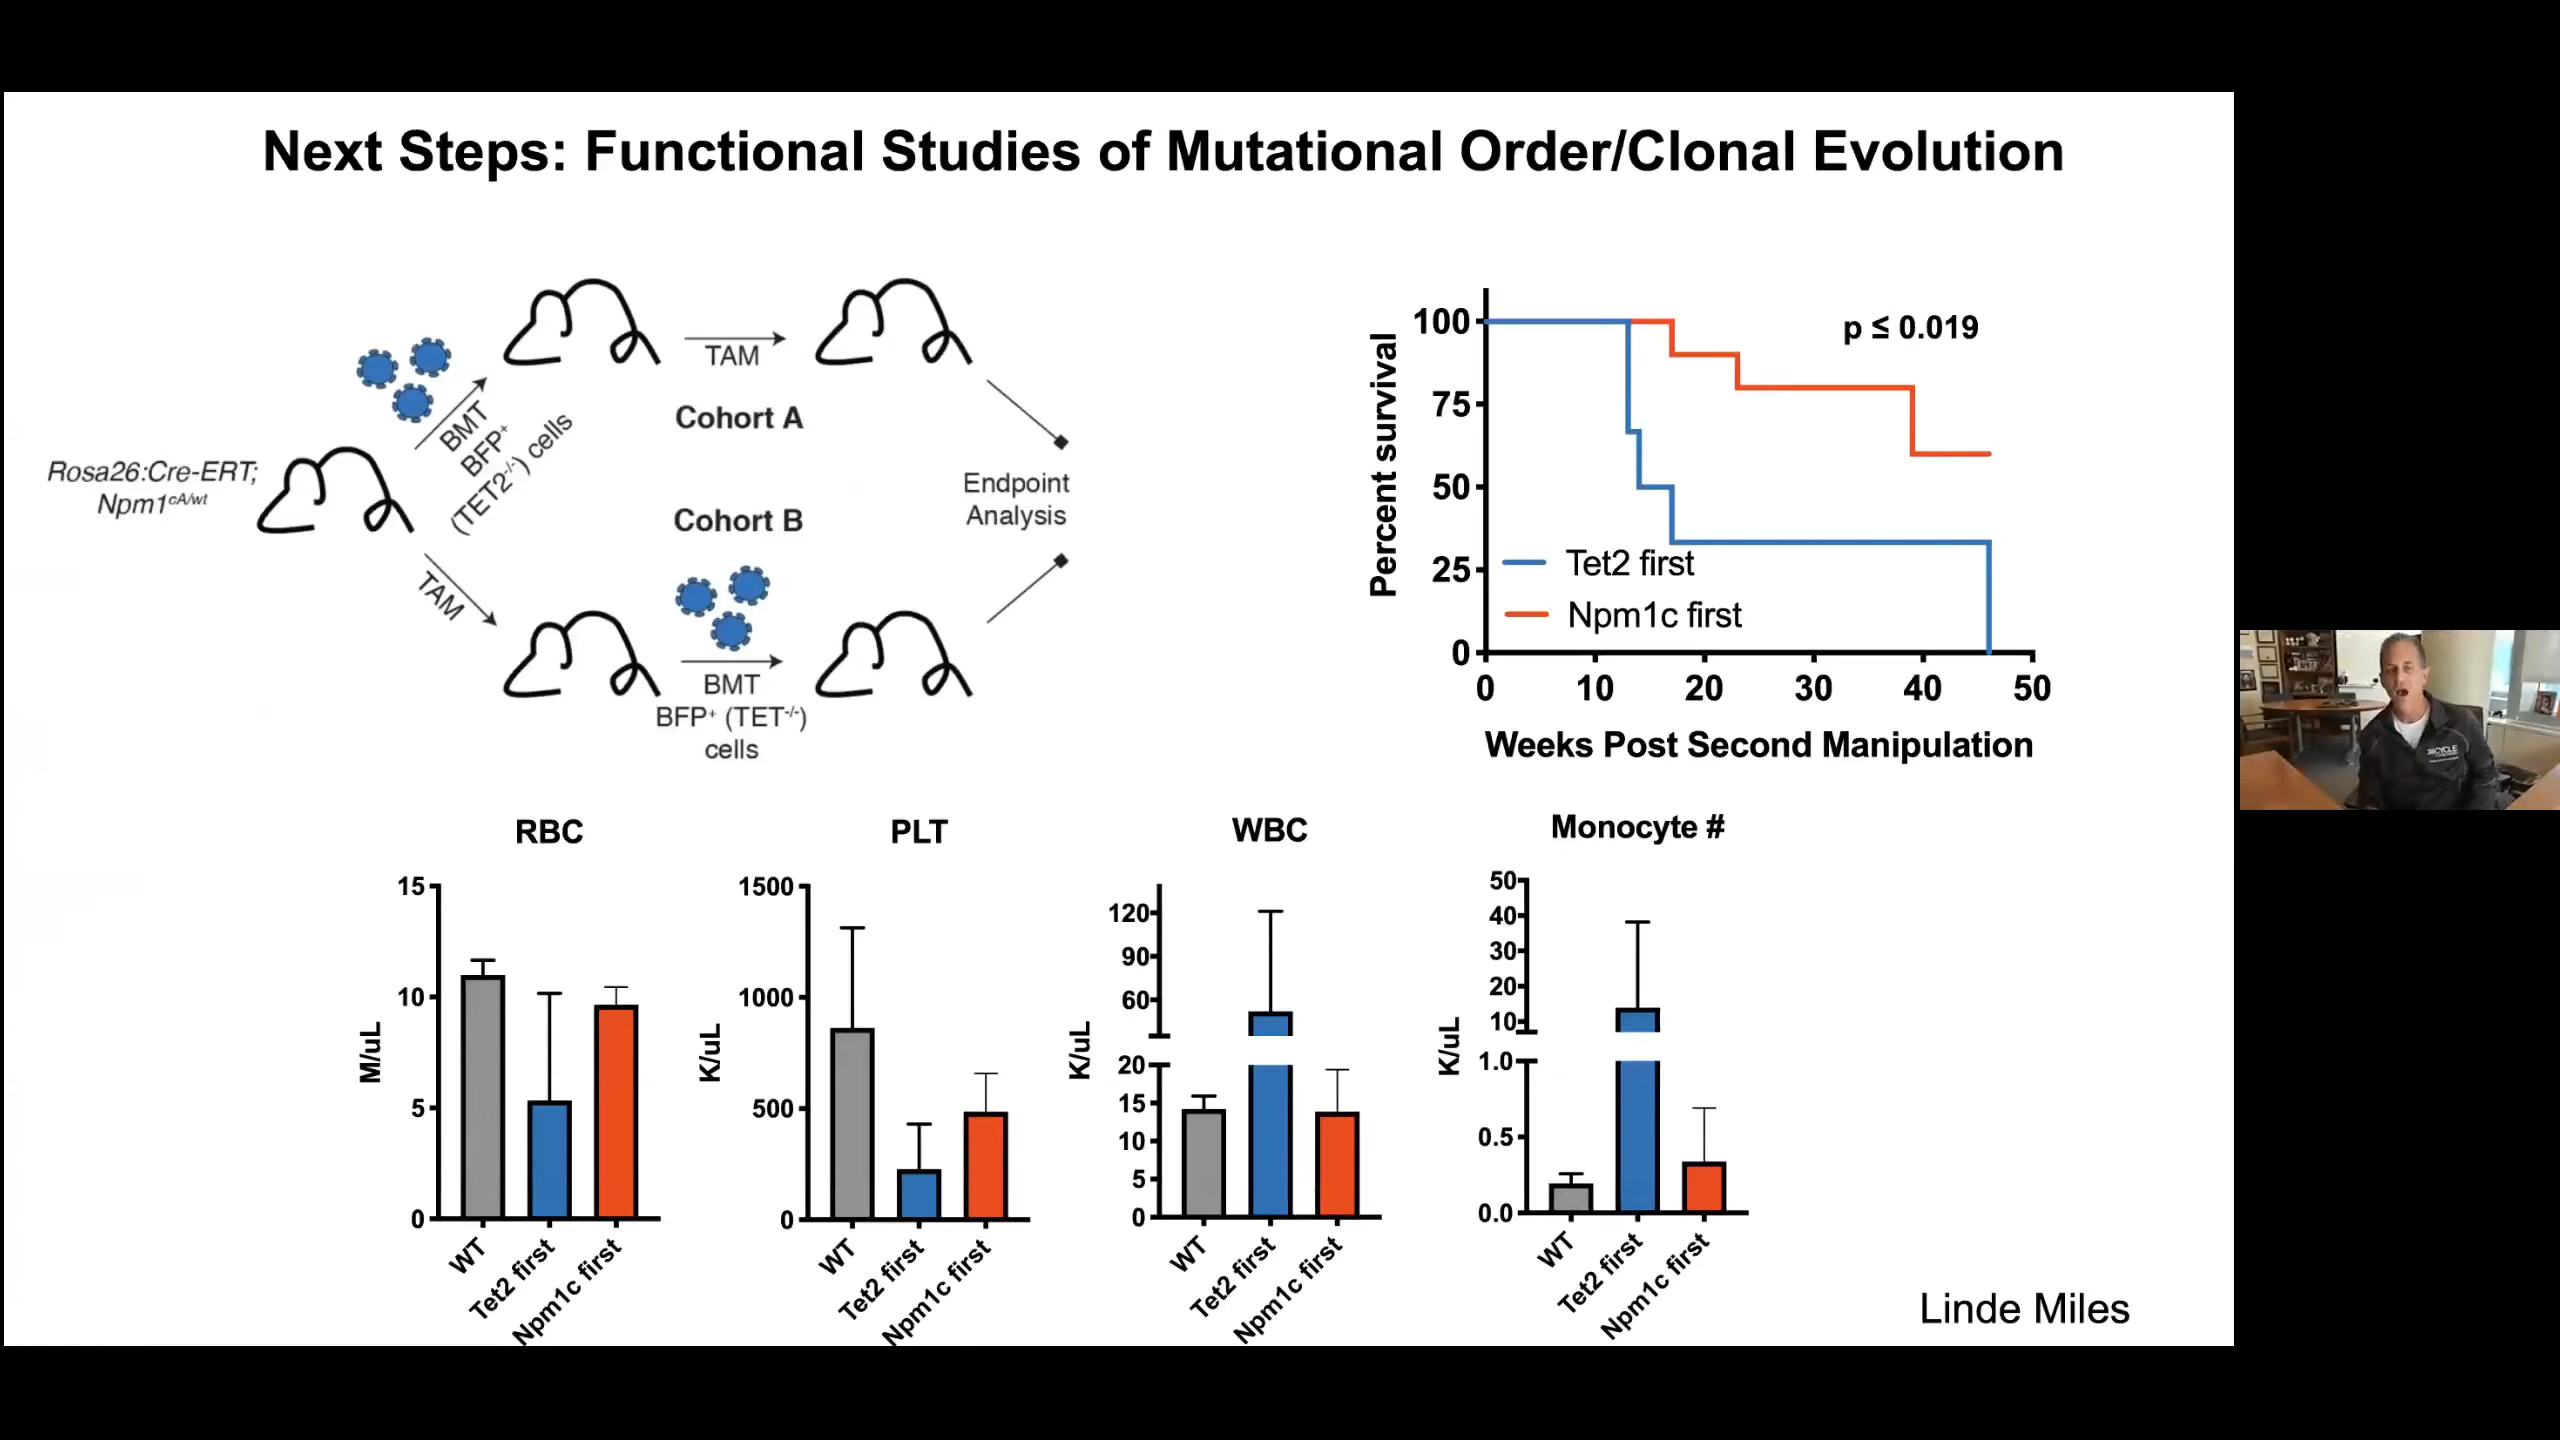 Next Steps: Functional Studies of Mutational Order/Clonal Evolution
Rosa26:Cre-ERT;
Npm1cA/wt
BMT
BFP+
(TET2-/-) cells
TAM
Cohort A
TAM
Cohort B
BMT
BFP+ (TET-/-)
cells
Endpoint
Analysis
Percent survival
100
75
50
25
0
p ≤ 0.019
Tet2 first
Npm1c first
0 10 20 30 40 50
Weeks Post Second Manipulation
RBC
M/uL
15
10
5
0
WT
Tet2 first
Npm1c first
PLT
K/uL
1500
1000
500
0
WT
Tet2 first
Npm1c first
WBC
K/uL
120
90
60
20
15
10
5
0
WT
Tet2 first
Npm1c first
Monocyte #
K/uL
50
40
30
20
10
1.0
0.5
0.0
WT
Tet2 first
Npm1c first
Linde Miles
CYCLE